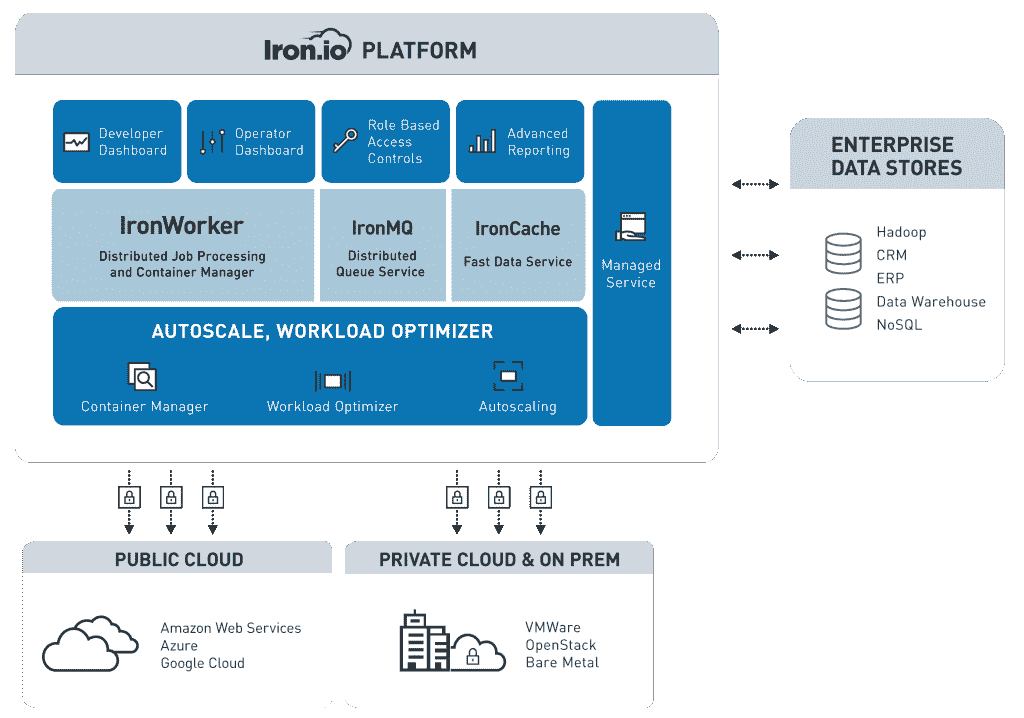 Iron.io PLATFORM
Developer
Dashboard
Operator
Dashboard
Role Based
Access
Controls
Advanced
Reporting
IronWorker
Distributed Job Processing
and Container Manager
IronMQ
Distributed
Queue Service
IronCache
Fast Data Service
Managed
Service
AUTOSCALE, WORKLOAD OPTIMIZER
Container Manager
Workload Optimizer
Autoscaling
ENTERPRISE
DATA STORES
Hadoop
CRM
ERP
Data Warehouse
NoSQL
PUBLIC CLOUD
Amazon Web Services
Azure
Google Cloud
PRIVATE CLOUD & ON PREM
VMWare
OpenStack
Bare Metal